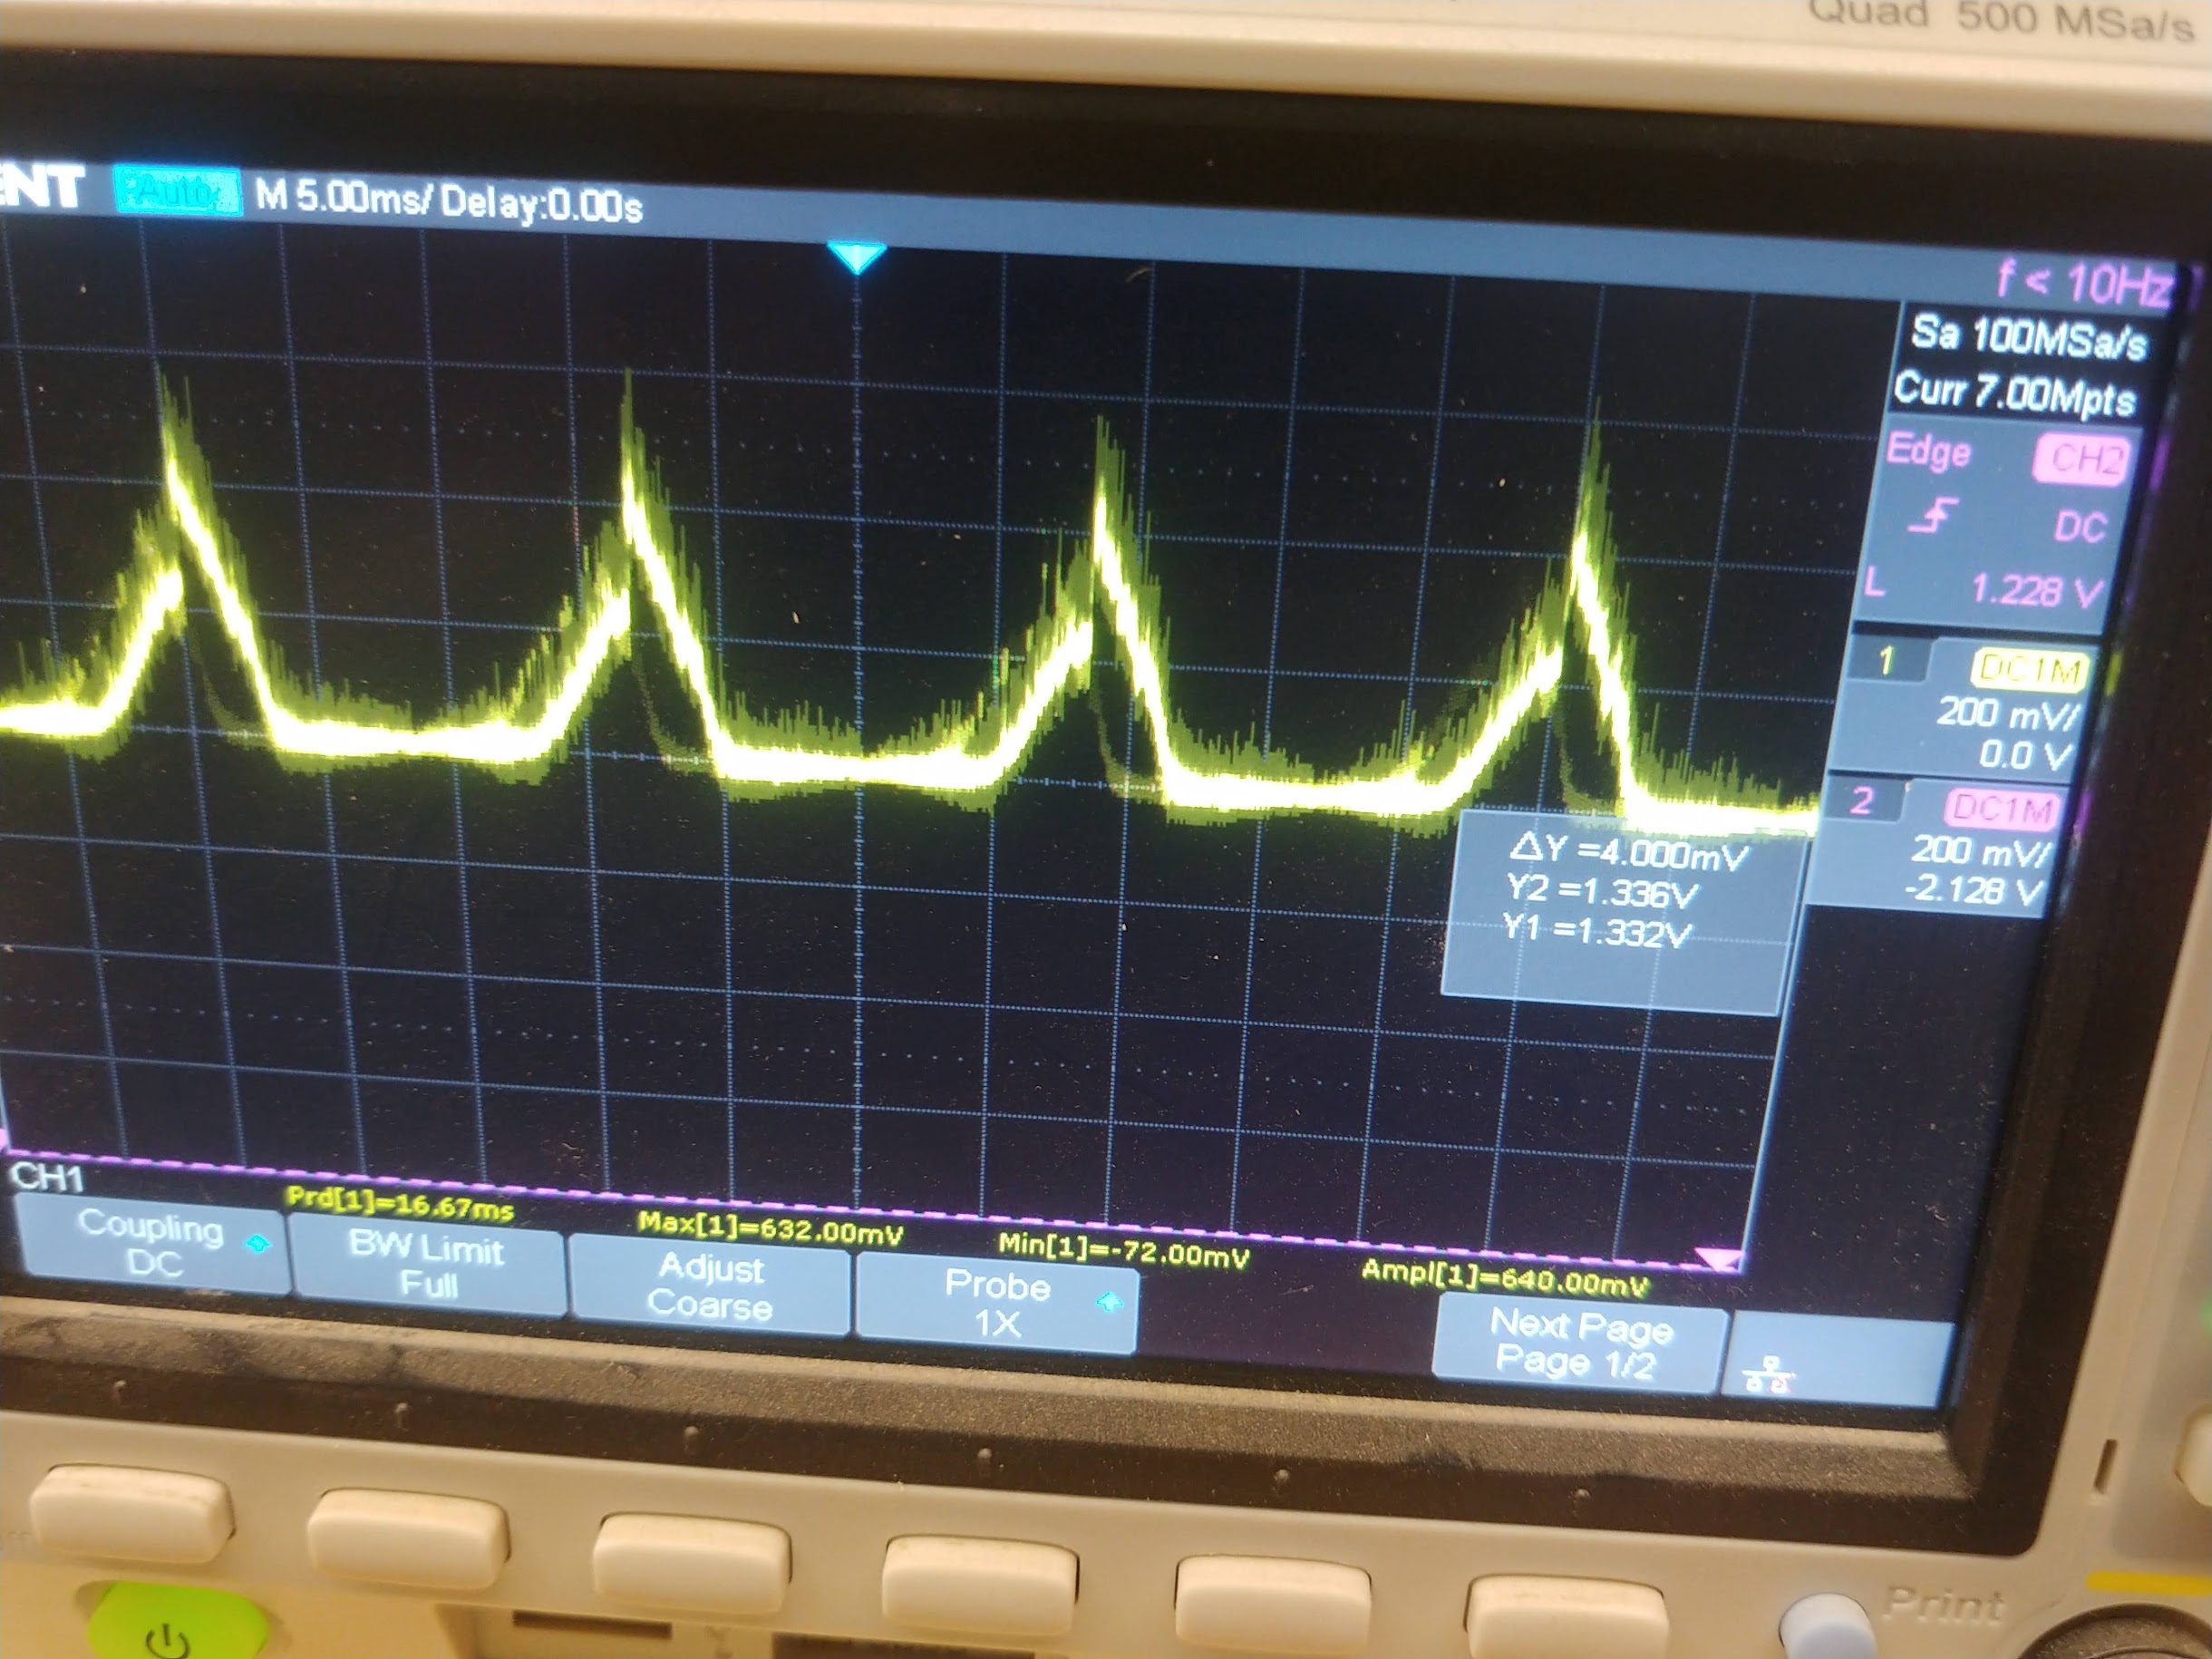 Quad 500 MSa/s
ENT Auto M 5.00ms/ Delay:0.00s
f < 10Hz
Sa 100MSa/s
Curr 7.00Mpts
Edge CH2
DC
L 1.228 V
1 DC1M
200 mV/
0.0 V
2 DC1M
200 mV/
-2.128 V
ΔY =4.000mV
Y2 =1.336V
Y1 =1.332V
CH1
Prd[1]=16.67ms Max[1]=632.00mV Min[1]=-72.00mV Ampl[1]=640.00mV
Coupling
DC
BW Limit
Full
Adjust
Coarse
Probe
1X
Next Page
Page 1/2
Print